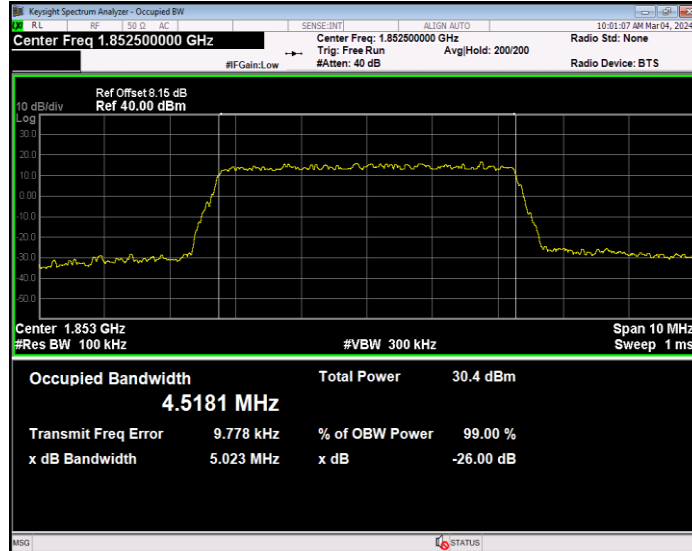 Keysight Spectrum Analyzer - Occupied BW
RL RF 50 Ω AC SENSE:INT ALIGN AUTO 10:01:07 AM Mar 04, 2024
Center Freq 1.852500000 GHz Center Freq: 1.852500000 GHz Radio Std: None
Trig: Free Run Avg|Hold: 200/200
#IFGain:Low #Atten: 40 dB Radio Device: BTS
Ref Offset 8.15 dB
10 dB/div Ref 40.00 dBm
Log
30.0
20.0
10.0
0.00
-10.0
-20.0
-30.0
-40.0
-50.0
Center 1.853 GHz Span 10 MHz
#Res BW 100 kHz #VBW 300 kHz Sweep 1 ms
Occupied Bandwidth Total Power 30.4 dBm
4.5181 MHz
Transmit Freq Error 9.778 kHz % of OBW Power 99.00 %
x dB Bandwidth 5.023 MHz x dB -26.00 dB
MSG STATUS